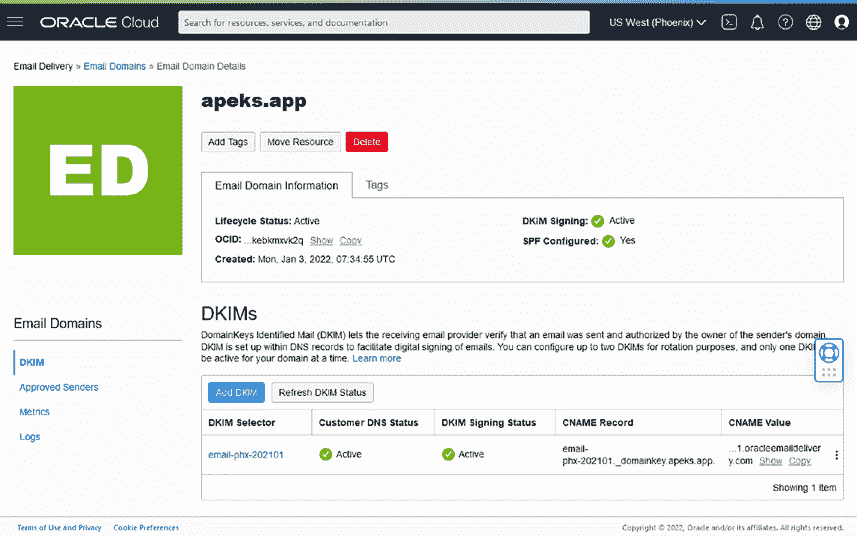 ORACLE Cloud
Search for resources, services, and documentation
US West (Phoenix)
Email Delivery » Email Domains » Email Domain Details
ED
apeks.app
Add Tags
Move Resource
Delete
Email Domain Information
Tags
Lifecycle Status: Active
OCID: ...kebkmxvk2q Show Copy
Created: Mon, Jan 3, 2022, 07:34:55 UTC
DKIM Signing: Active
SPF Configured: Yes
Email Domains
DKIM
Approved Senders
Metrics
Logs
DKIMs
DomainKeys Identified Mail (DKIM) lets the receiving email provider verify that an email was sent and authorized by the owner of the sender's domain.
DKIM is set up within DNS records to facilitate digital signing of emails. You can configure up to two DKIMs for rotation purposes, and only one DKIM
be active for your domain at a time. Learn more
Add DKIM
Refresh DKIM Status
DKIM Selector
Customer DNS Status
DKIM Signing Status
CNAME Record
CNAME Value
email-phx-202101
Active
Active
email-
phx-202101._domainkey.apeks.app.
...1.oracleemaildeliver
y.com Show Copy
Showing 1 Item
Terms of Use and Privacy
Cookie Preferences
Copyright © 2022, Oracle and/or its affiliates. All rights reserved.